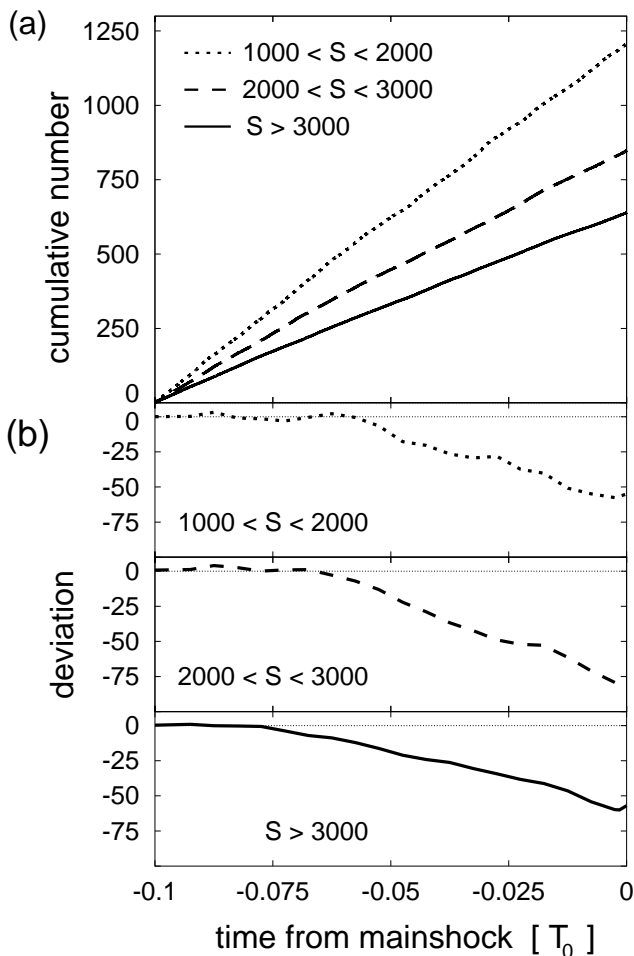 (a)
1250
1000
750
500
250
0
cumulative number
1000 < S < 2000
2000 < S < 3000
S > 3000
(b)
0
-25
-50
-75
1000 < S < 2000
0
-25
-50
-75
2000 < S < 3000
deviation
0
-25
-50
-75
S > 3000
-0.1 -0.075 -0.05 -0.025 0
time from mainshock [ T₀ ]